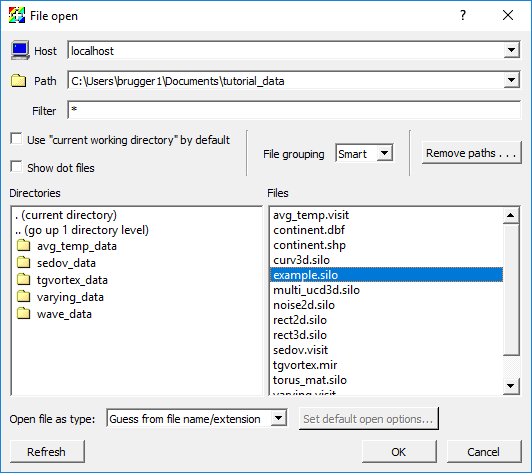 File open
Host localhost
Path C:\Users\brugger1\Documents\tutorial_data
Filter *
Use "current working directory" by default
Show dot files
File grouping Smart
Remove paths . . .
Directories
. (current directory)
.. (go up 1 directory level)
avg_temp_data
sedov_data
tgvortex_data
varying_data
wave_data
Files
avg_temp.visit
continent.dbf
continent.shp
curv3d.silo
example.silo
multi_ucd3d.silo
noise2d.silo
rect2d.silo
rect3d.silo
sedov.visit
tgvortex.mir
torus_mat.silo
varying.visit
Open file as type: Guess from file name/extension
Set default open options...
Refresh
OK
Cancel